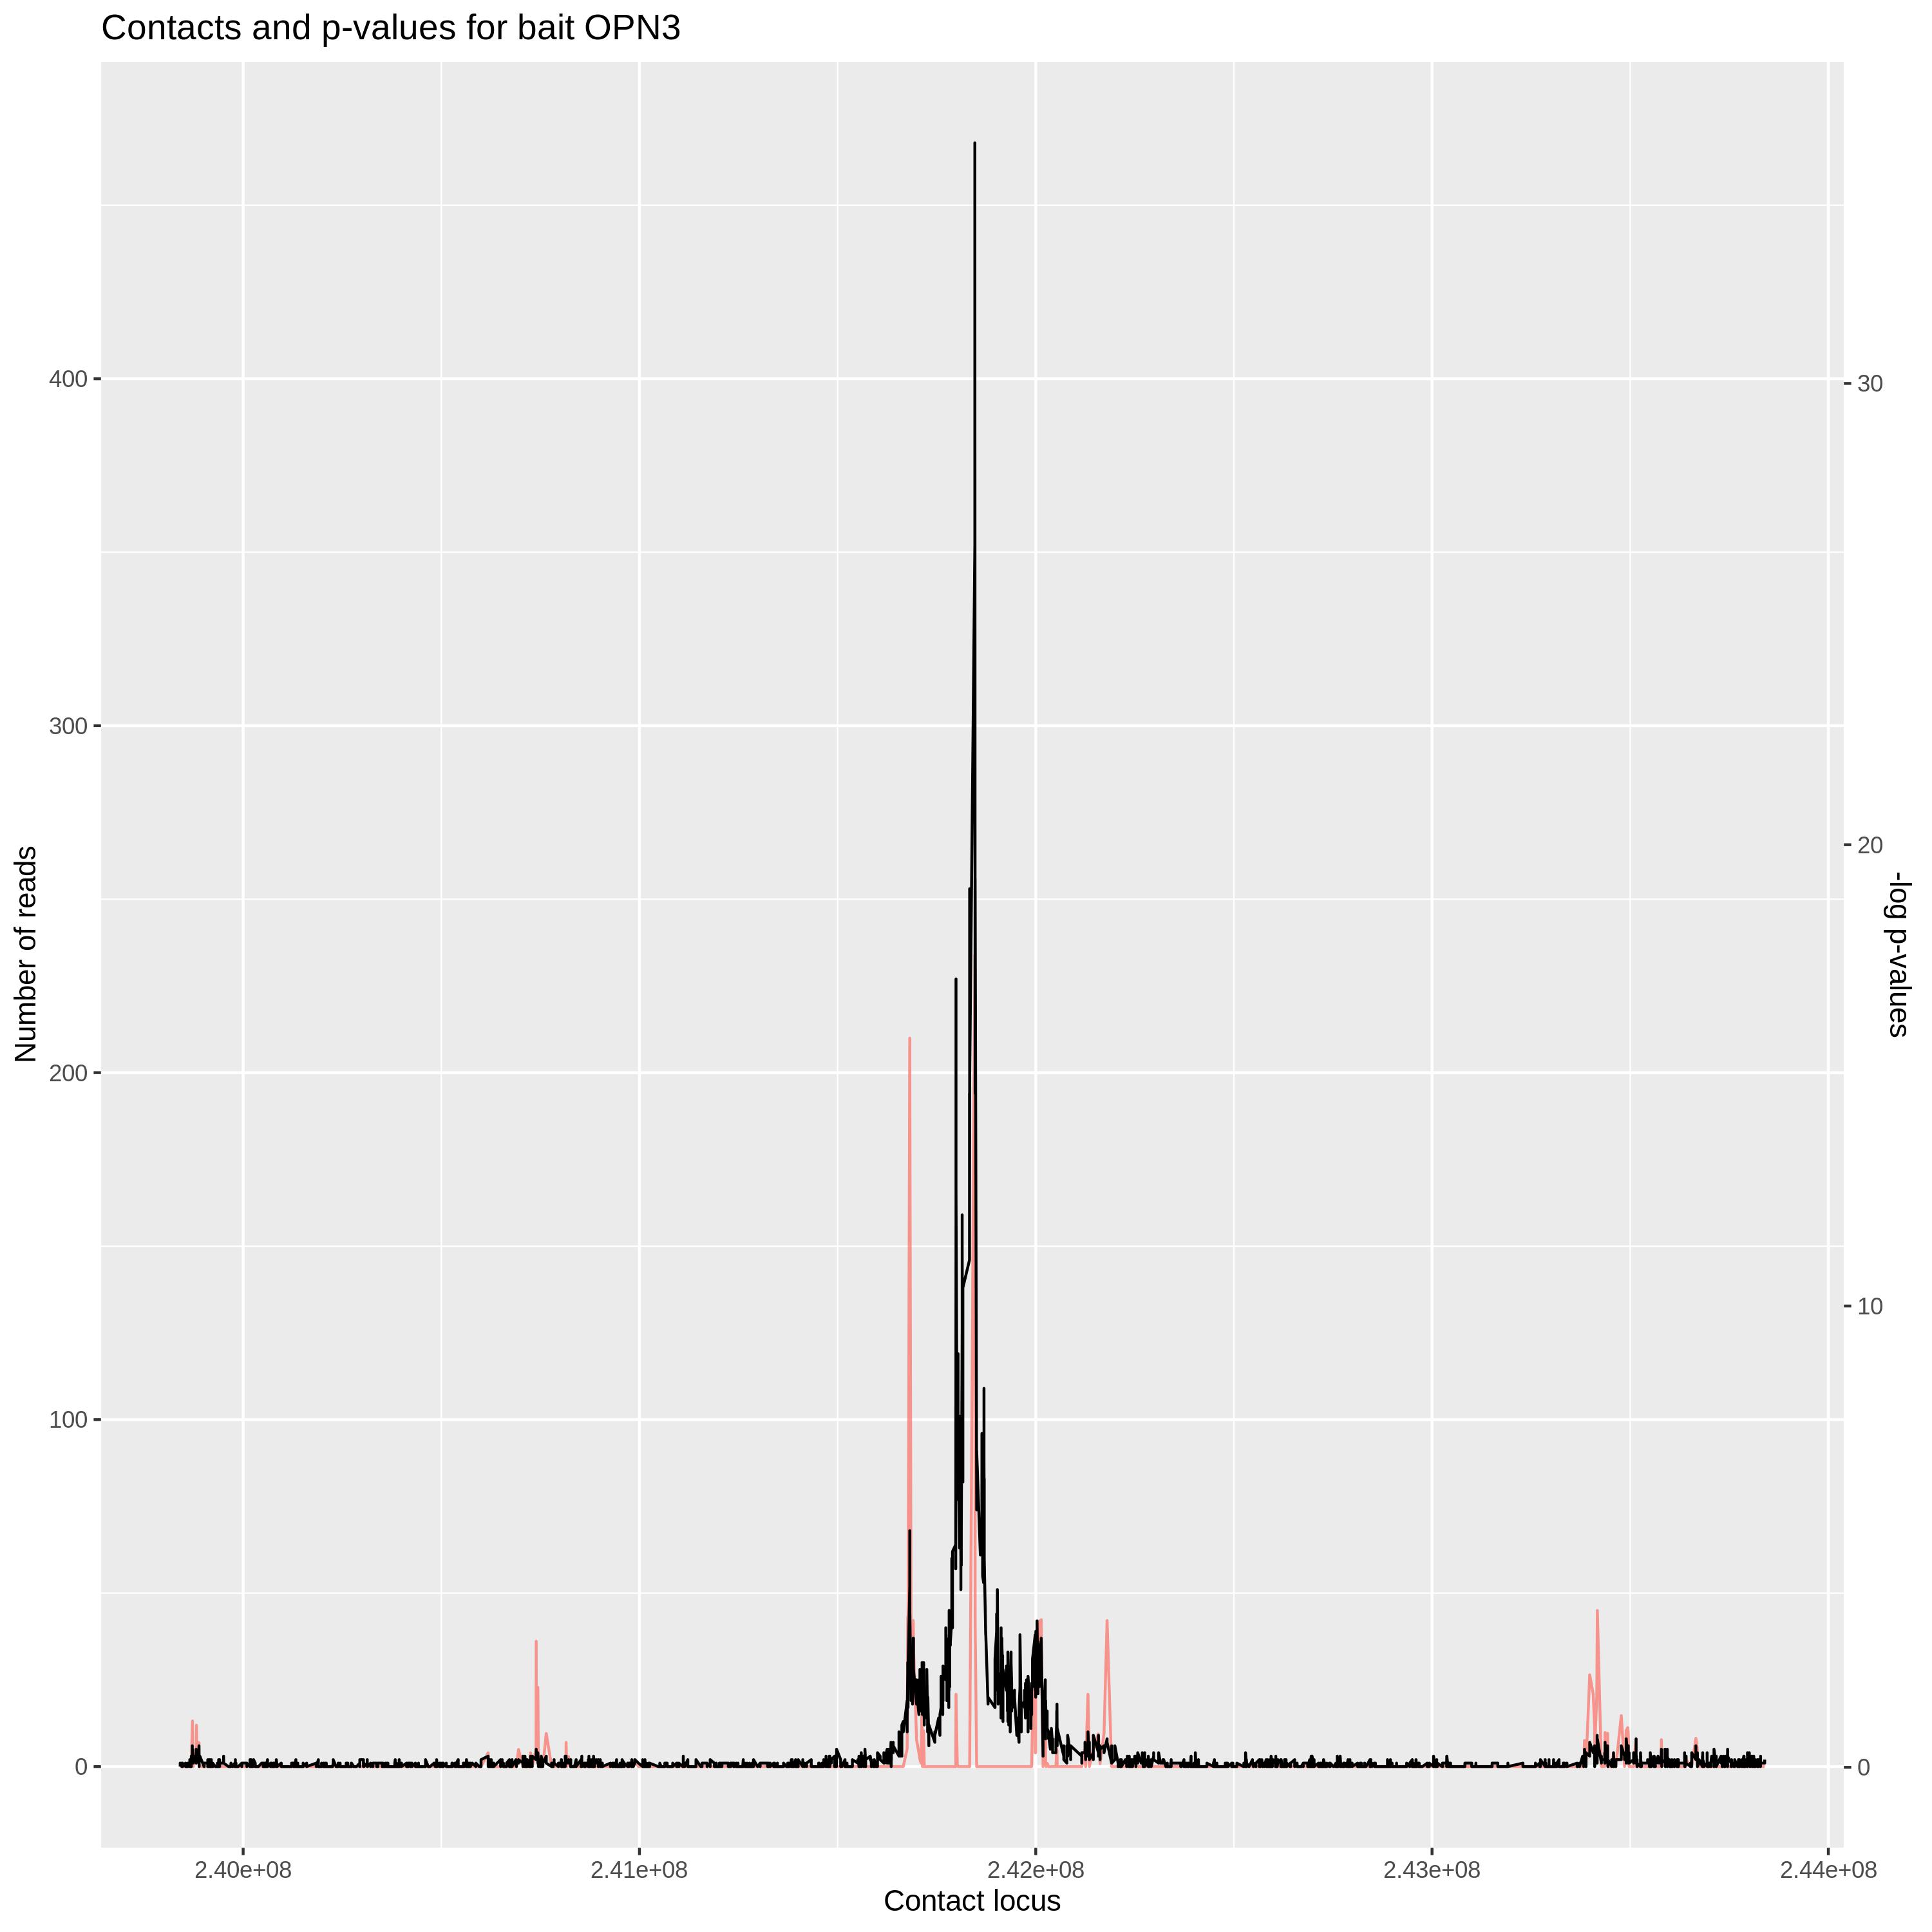 Contacts and p-values for bait OPN3
Number of reads
400
300
200
100
0
30
20
10
0
-log p-values
2.40e+08
2.41e+08
2.42e+08
2.43e+08
2.44e+08
Contact locus